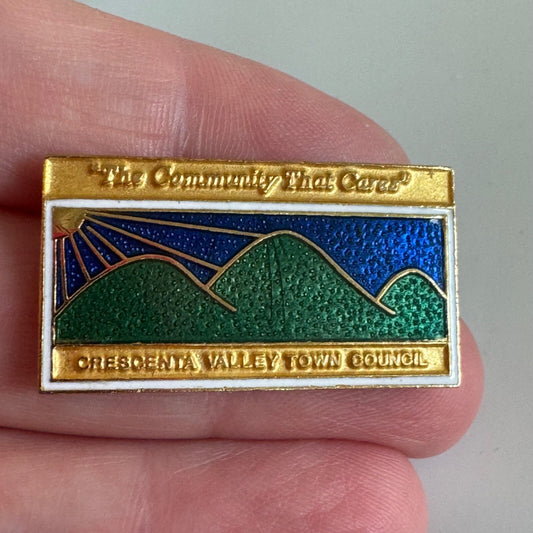 "The Community That Cares"
CRESCENTA VALLEY TOWN COUNCIL